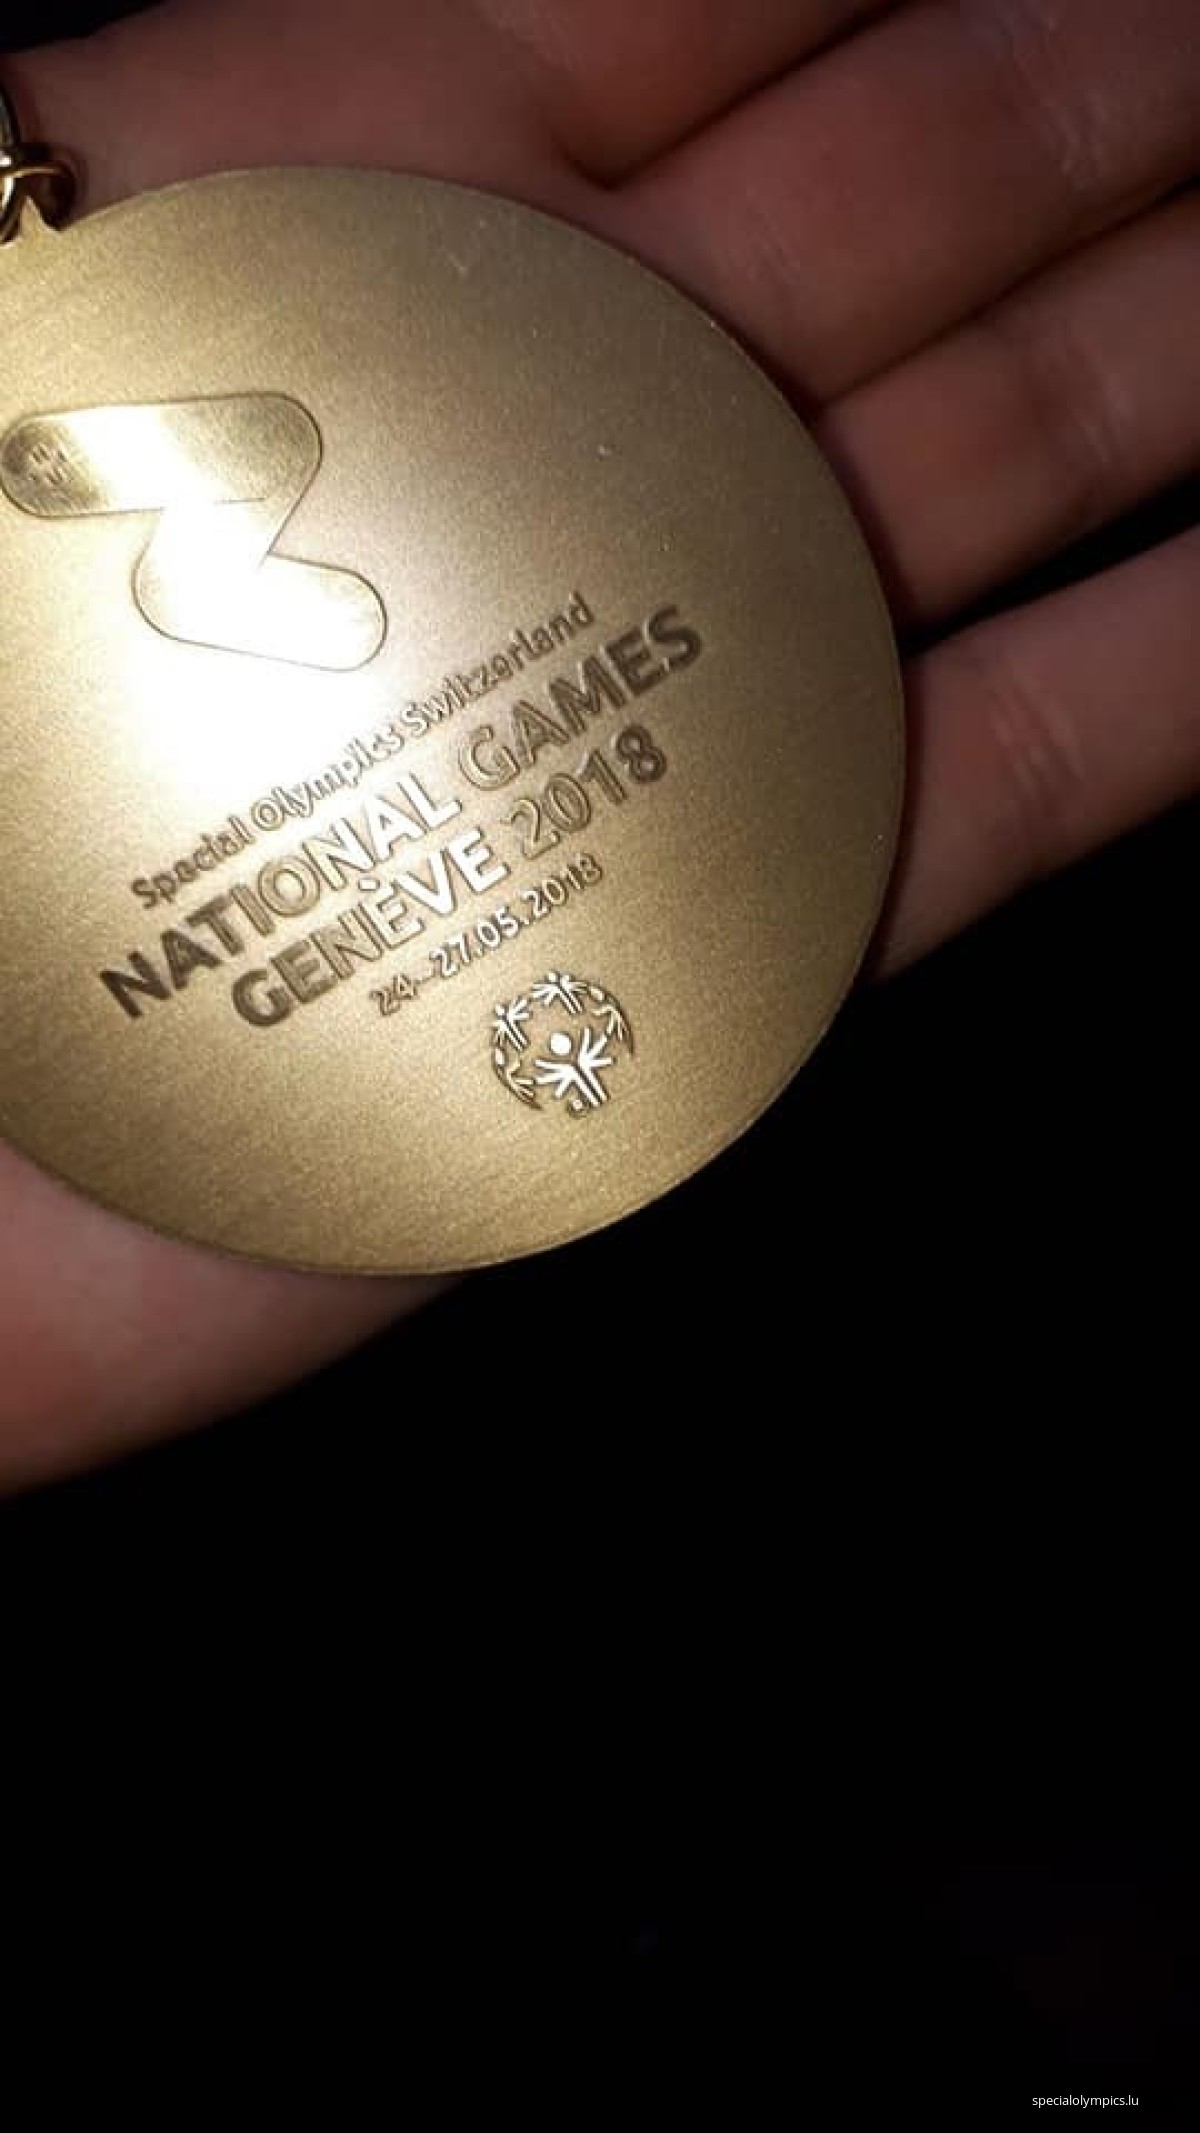 Special Olympics Switzerland
NATIONAL GAMES
GENÈVE 2018
24–27.05.2018
specialolympics.lu